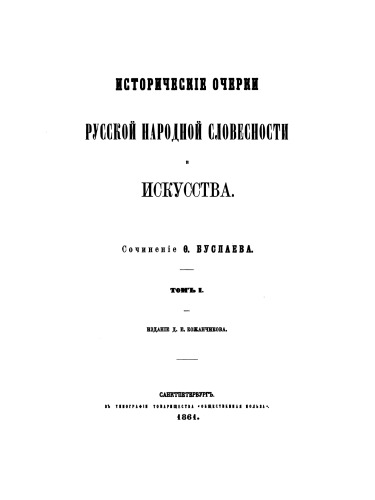 ИСТОРИЧЕСКІЕ ОЧЕРКИ
РУССКОЙ НАРОДНОЙ СЛОВЕСНОСТИ
И
ИСКУССТВА.
Сочиненіе Ѳ. БУСЛАЕВА.
ТОМЪ I.
ИЗДАНІЕ Д. Е. КОЖАНЧИКОВА.
САНКТПЕТЕРБУРГЪ.
ВЪ ТИПОГРАФІИ ТОВАРИЩЕСТВА «ОБЩЕСТВЕННАЯ ПОЛЬЗА».
1861.